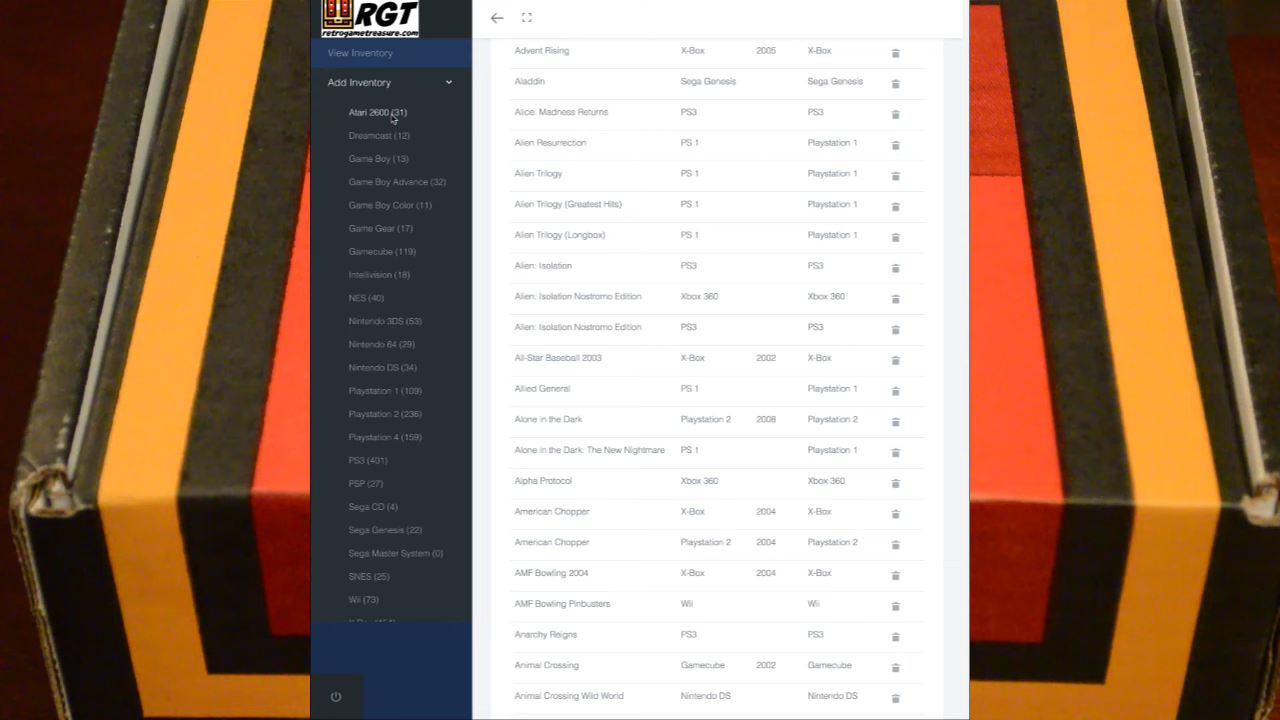 RGT
retrogametreasure.com
View Inventory
Add Inventory
Atari 2600 (31)
Dreamcast (12)
Game Boy (13)
Game Boy Advance (32)
Game Boy Color (11)
Game Gear (17)
Gamecube (119)
Intellivision (18)
NES (40)
Nintendo 3DS (53)
Nintendo 64 (29)
Nintendo DS (34)
Playstation 1 (109)
Playstation 2 (236)
Playstation 4 (159)
PS3 (401)
PSP (27)
Sega CD (4)
Sega Genesis (22)
Sega Master System (0)
SNES (25)
Wii (73)
Advent Rising X-Box 2005 X-Box
Aladdin Sega Genesis Sega Genesis
Alice: Madness Returns PS3 PS3
Alien Resurrection PS 1 Playstation 1
Alien Trilogy PS 1 Playstation 1
Alien Trilogy (Greatest Hits) PS 1 Playstation 1
Alien Trilogy (Longbox) PS 1 Playstation 1
Alien: Isolation PS3 PS3
Alien: Isolation Nostromo Edition Xbox 360 Xbox 360
Alien: Isolation Nostromo Edition PS3 PS3
All-Star Baseball 2003 X-Box 2002 X-Box
Allied General PS 1 Playstation 1
Alone in the Dark Playstation 2 2008 Playstation 2
Alone in the Dark: The New Nightmare PS 1 Playstation 1
Alpha Protocol Xbox 360 Xbox 360
American Chopper X-Box 2004 X-Box
American Chopper Playstation 2 2004 Playstation 2
AMF Bowling 2004 X-Box 2004 X-Box
AMF Bowling Pinbusters Wii Wii
Anarchy Reigns PS3 PS3
Animal Crossing Gamecube 2002 Gamecube
Animal Crossing Wild World Nintendo DS Nintendo DS